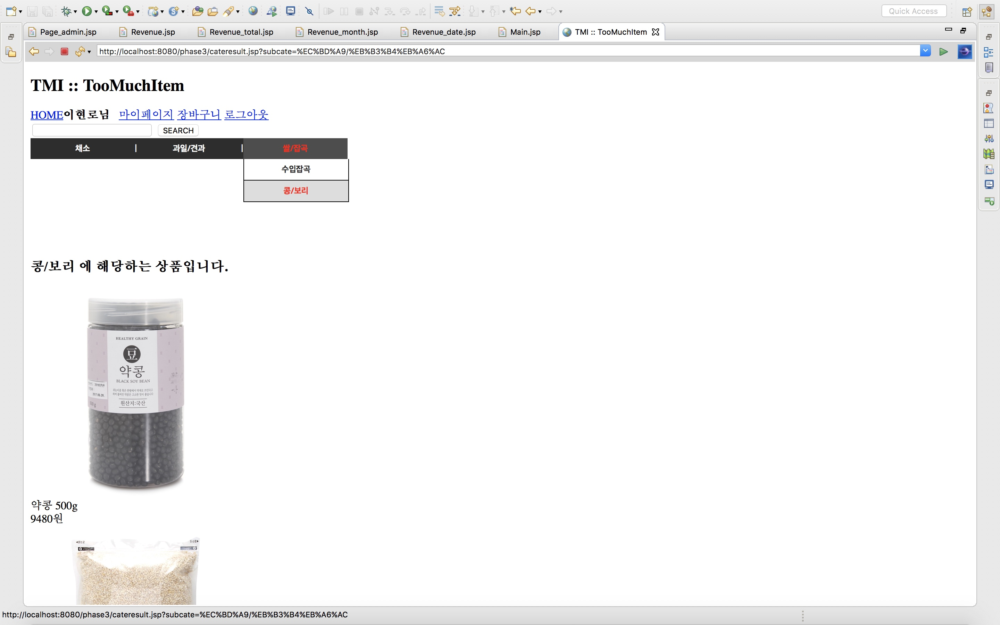 Quick Access
Page_admin.jsp Revenue.jsp Revenue_total.jsp Revenue_month.jsp Revenue_date.jsp Main.jsp TMI :: TooMuchItem
http://localhost:8080/phase3/cateresult.jsp?subcate=%EC%BD%A9/%EB%B3%B4%EB%A6%AC
TMI :: TooMuchItem
HOME이현로님 마이페이지 장바구니 로그아웃
SEARCH
채소 | 과일/견과 | 쌀/잡곡
수입잡곡
콩/보리
콩/보리 에 해당하는 상품입니다.
HEALTHY GRAIN
豆
약콩
BLACK SOY BEAN
원산지:국산
2017.05.31.
500 g
약콩 500g
9480원
http://localhost:8080/phase3/cateresult.jsp?subcate=%EC%BD%A9/%EB%B3%B4%EB%A6%AC